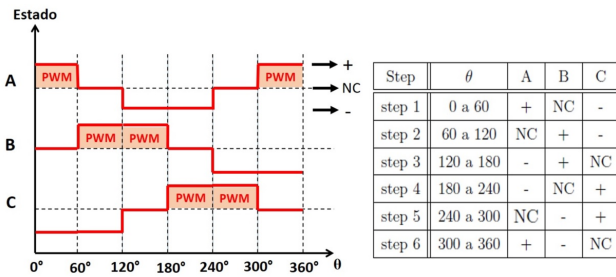 Estado
A
PWM
PWM
+
NC
-
B
PWM
PWM
C
PWM
PWM
0° 60° 120° 180° 240° 300° 360° θ
Step θ A B C
step 1 0 a 60 + NC -
step 2 60 a 120 NC + -
step 3 120 a 180 - + NC
step 4 180 a 240 - NC +
step 5 240 a 300 NC - +
step 6 300 a 360 + - NC